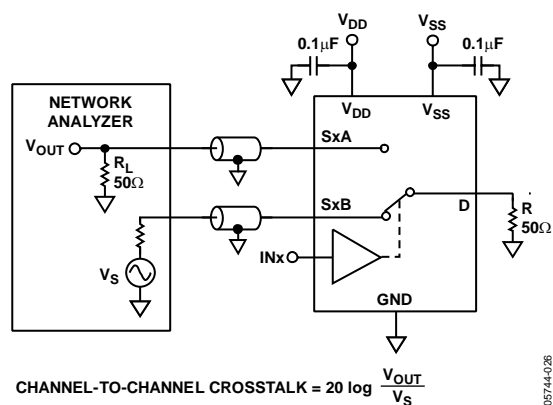 VDD
VSS
0.1μF
0.1μF
VDD
VSS
NETWORK
ANALYZER
VOUT
RL
50Ω
SxA
SxB
D
R
50Ω
VS
INx
GND
CHANNEL-TO-CHANNEL CROSSTALK = 20 log VOUT
VS
05744-026